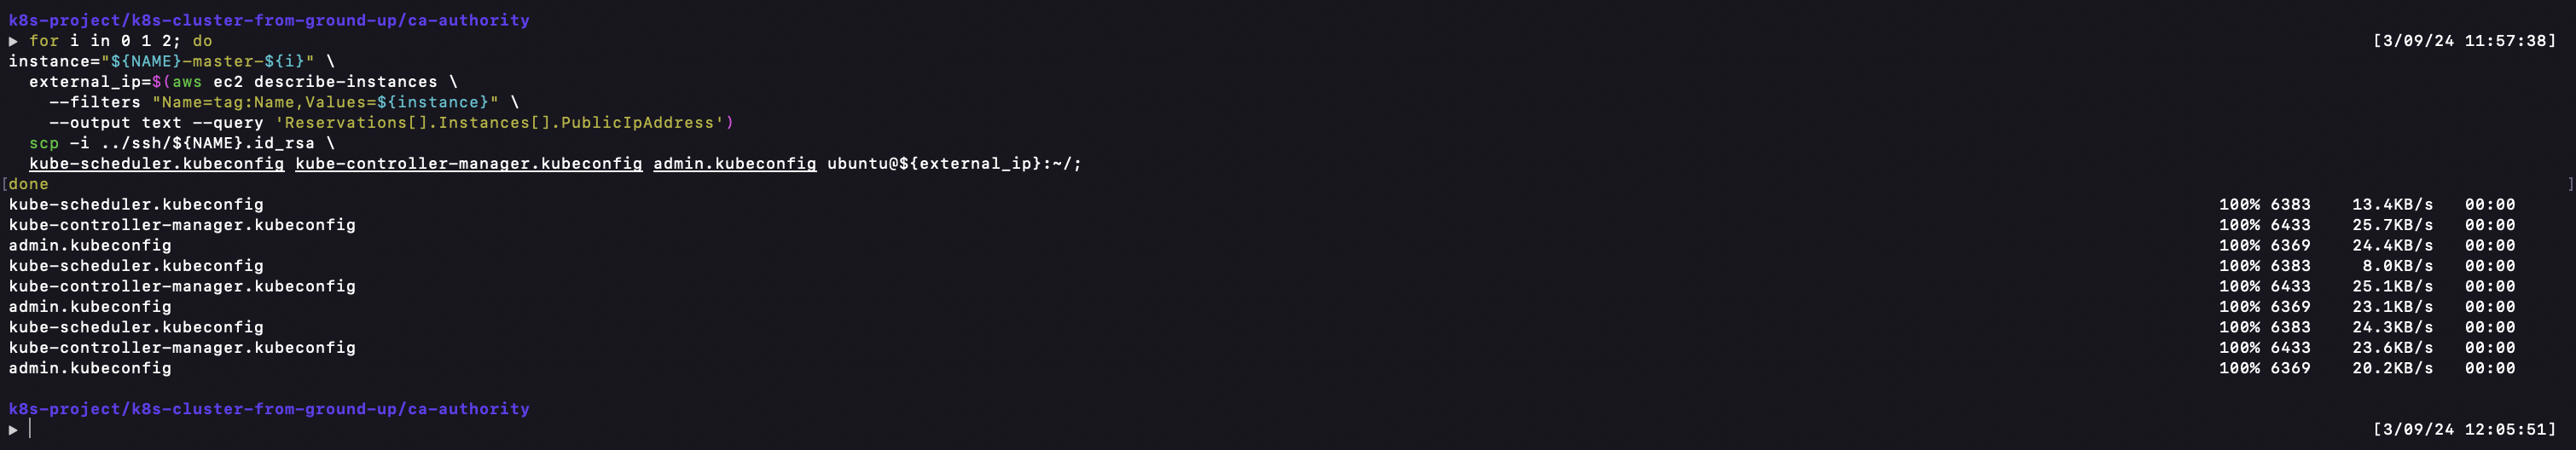 k8s-project/k8s-cluster-from-ground-up/ca-authority
▶ for i in 0 1 2; do [3/09/24 11:57:38]
instance="${NAME}-master-${i}" \
  external_ip=$(aws ec2 describe-instances \
    --filters "Name=tag:Name,Values=${instance}" \
    --output text --query 'Reservations[].Instances[].PublicIpAddress')
  scp -i ../ssh/${NAME}.id_rsa \
  kube-scheduler.kubeconfig kube-controller-manager.kubeconfig admin.kubeconfig ubuntu@${external_ip}:~/;
[done ]
kube-scheduler.kubeconfig 100% 6383 13.4KB/s 00:00
kube-controller-manager.kubeconfig 100% 6433 25.7KB/s 00:00
admin.kubeconfig 100% 6369 24.4KB/s 00:00
kube-scheduler.kubeconfig 100% 6383 8.0KB/s 00:00
kube-controller-manager.kubeconfig 100% 6433 25.1KB/s 00:00
admin.kubeconfig 100% 6369 23.1KB/s 00:00
kube-scheduler.kubeconfig 100% 6383 24.3KB/s 00:00
kube-controller-manager.kubeconfig 100% 6433 23.6KB/s 00:00
admin.kubeconfig 100% 6369 20.2KB/s 00:00
k8s-project/k8s-cluster-from-ground-up/ca-authority
▶ [3/09/24 12:05:51]